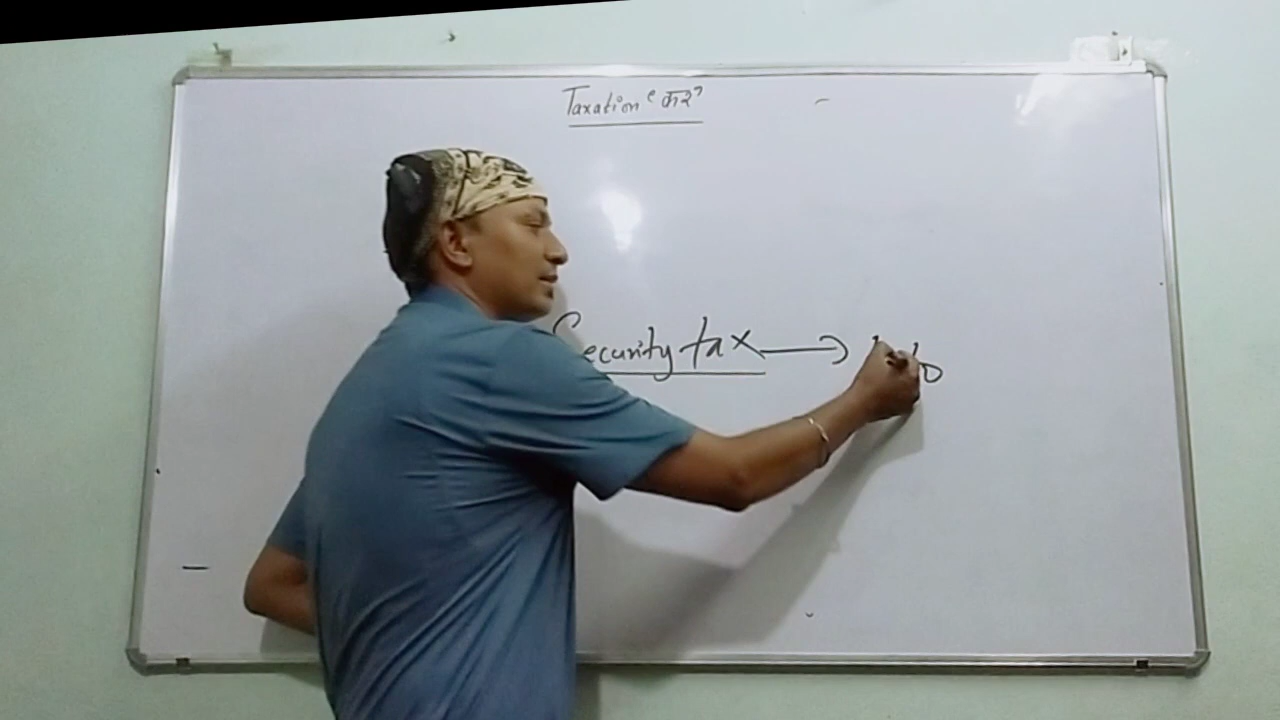 Taxation "कर"
Security tax →